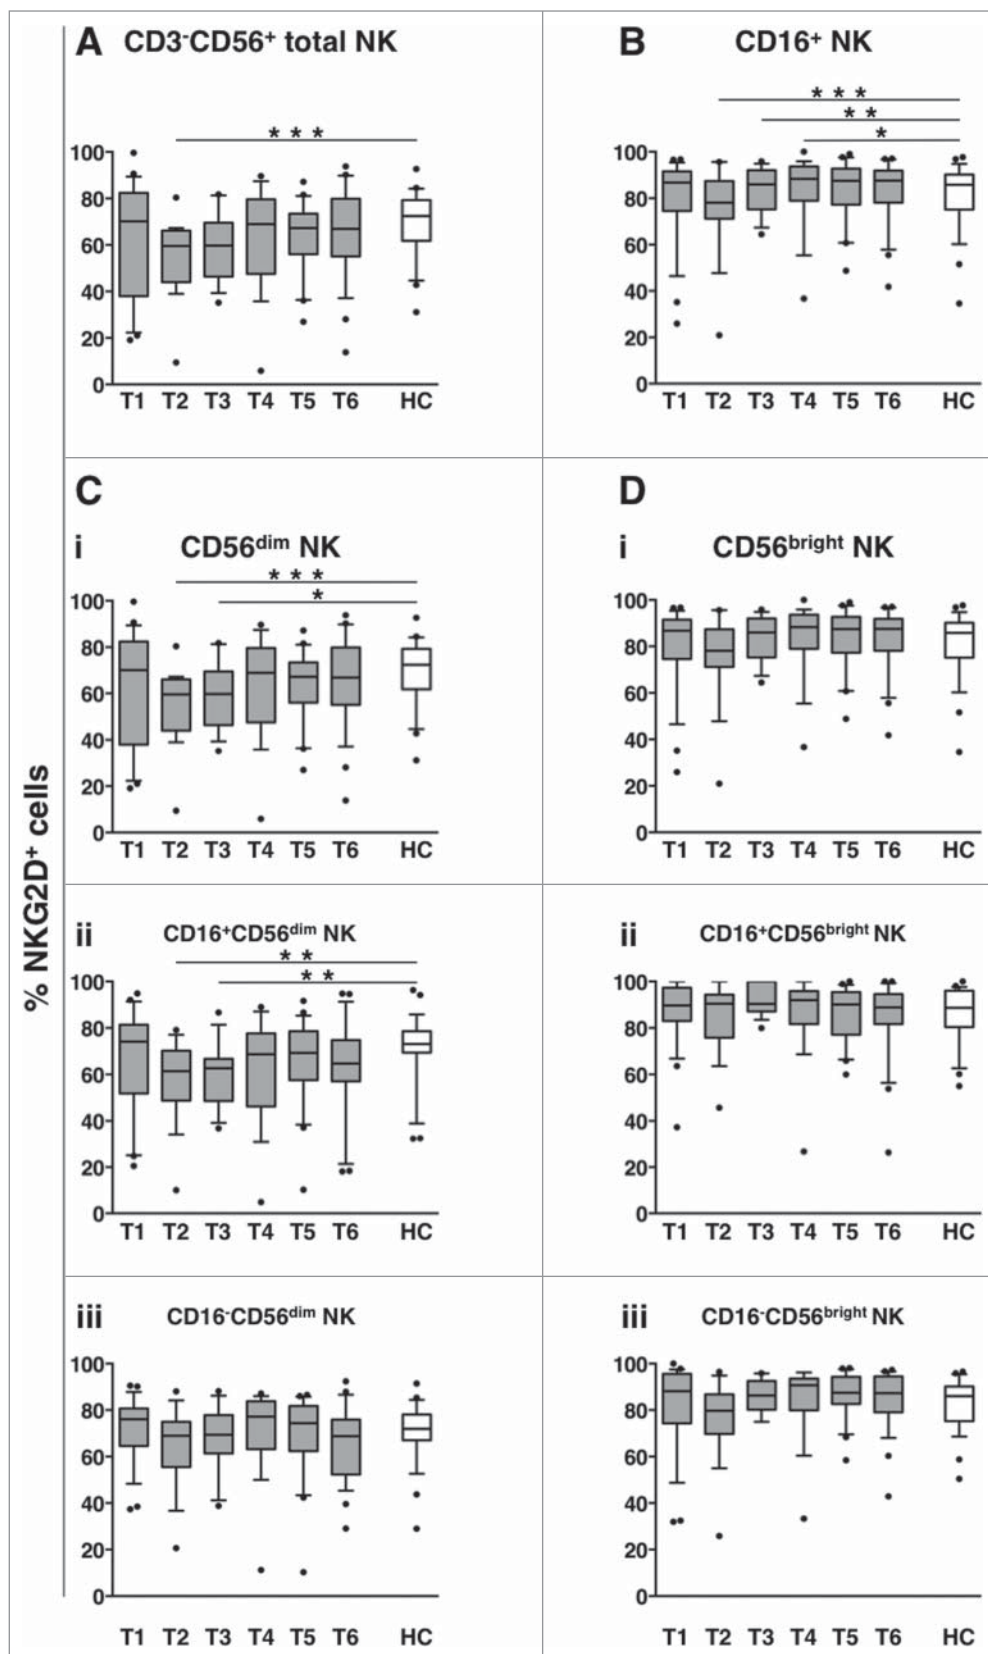 % NKG2D⁺ cells
A CD3⁻CD56⁺ total NK
* * *
100
80
60
40
20
0
T1 T2 T3 T4 T5 T6 HC
B CD16⁺ NK
* * *
* *
*
100
80
60
40
20
0
T1 T2 T3 T4 T5 T6 HC
C
i CD56ᵈⁱᵐ NK
* * *
*
100
80
60
40
20
0
T1 T2 T3 T4 T5 T6 HC
D
i CD56ᵇʳⁱᵍʰᵗ NK
100
80
60
40
20
0
T1 T2 T3 T4 T5 T6 HC
ii CD16⁺CD56ᵈⁱᵐ NK
* *
* *
100
80
60
40
20
0
T1 T2 T3 T4 T5 T6 HC
ii CD16⁺CD56ᵇʳⁱᵍʰᵗ NK
100
80
60
40
20
0
T1 T2 T3 T4 T5 T6 HC
iii CD16⁻CD56ᵈⁱᵐ NK
100
80
60
40
20
0
T1 T2 T3 T4 T5 T6 HC
iii CD16⁻CD56ᵇʳⁱᵍʰᵗ NK
100
80
60
40
20
0
T1 T2 T3 T4 T5 T6 HC